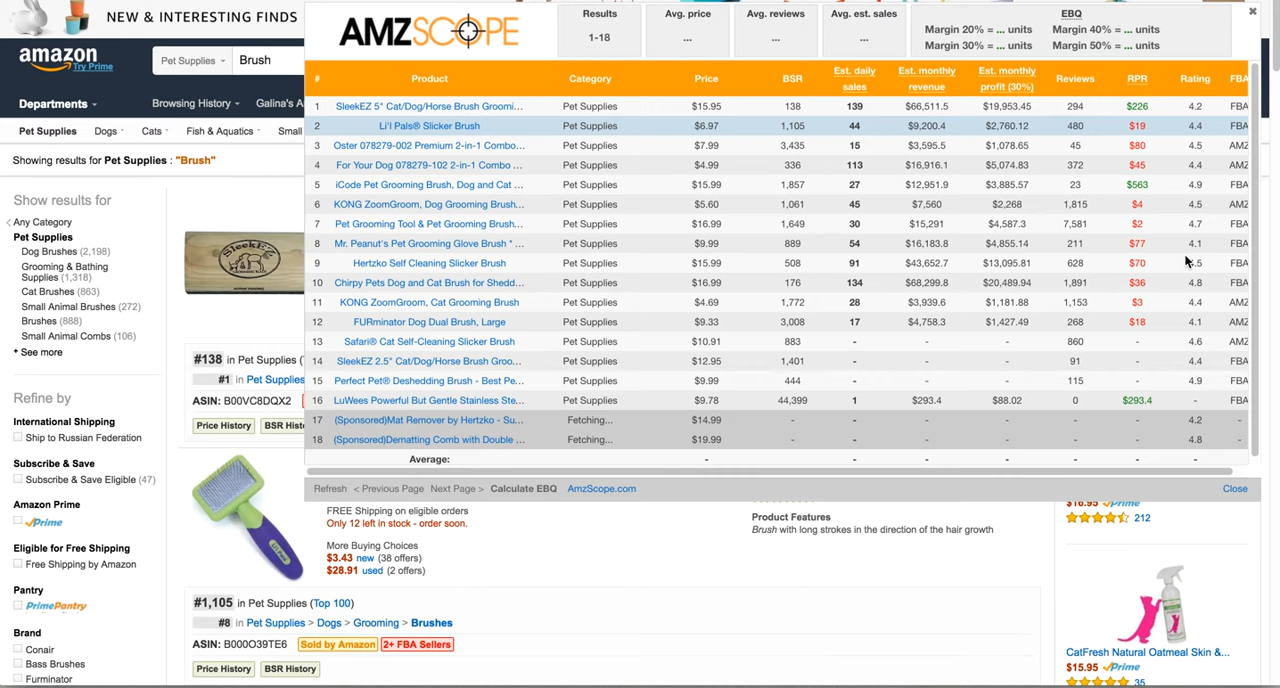 NEW & INTERESTING FINDS
amazon
Try Prime
Pet Supplies
Brush
Departments
Browsing History
Galina's A
Pet Supplies Dogs Cats Fish & Aquatics Small
Showing results for Pet Supplies : "Brush"
Show results for
Any Category
Pet Supplies
Dog Brushes (2,198)
Grooming & Bathing
Supplies (1,318)
Cat Brushes (863)
Small Animal Brushes (272)
Brushes (888)
Small Animal Combs (106)
+ See more
Refine by
International Shipping
Ship to Russian Federation
Subscribe & Save
Subscribe & Save Eligible (47)
Amazon Prime
Prime
Eligible for Free Shipping
Free Shipping by Amazon
Pantry
PrimePantry
Brand
Conair
Bass Brushes
Furminator
AMZSCOPE
Results
1-18
Avg. price
...
Avg. reviews
...
Avg. est. sales
...
EBQ
Margin 20% = ... units Margin 40% = ... units
Margin 30% = ... units Margin 50% = ... units
# Product Category Price BSR Est. daily sales Est. monthly revenue Est. monthly profit (30%) Reviews RPR Rating FBA
1 SleekEZ 5" Cat/Dog/Horse Brush Groomi... Pet Supplies $15.95 138 139 $66,511.5 $19,953.45 294 $226 4.2 FBA
2 Li'l Pals® Slicker Brush Pet Supplies $6.97 1,105 44 $9,200.4 $2,760.12 480 $19 4.4 FBA
3 Oster 078279-002 Premium 2-in-1 Combo... Pet Supplies $7.99 3,435 15 $3,595.5 $1,078.65 45 $80 4.5 AMZ
4 For Your Dog 078279-102 2-in-1 Combo ... Pet Supplies $4.99 336 113 $16,916.1 $5,074.83 372 $45 4.4 AMZ
5 iCode Pet Grooming Brush, Dog and Cat ... Pet Supplies $15.99 1,857 27 $12,951.9 $3,885.57 23 $563 4.9 FBA
6 KONG ZoomGroom, Dog Grooming Brush... Pet Supplies $5.60 1,061 45 $7,560 $2,268 1,815 $4 4.5 AMZ
7 Pet Grooming Tool & Pet Grooming Brush... Pet Supplies $16.99 1,649 30 $15,291 $4,587.3 7,581 $2 4.7 FBA
8 Mr. Peanut's Pet Grooming Glove Brush * ... Pet Supplies $9.99 889 54 $16,183.8 $4,855.14 211 $77 4.1 FBA
9 Hertzko Self Cleaning Slicker Brush Pet Supplies $15.99 508 91 $43,652.7 $13,095.81 628 $70 .5 FBA
10 Chirpy Pets Dog and Cat Brush for Shedd... Pet Supplies $16.99 176 134 $68,299.8 $20,489.94 1,891 $36 4.8 FBA
11 KONG ZoomGroom, Cat Grooming Brush Pet Supplies $4.69 1,772 28 $3,939.6 $1,181.88 1,153 $3 4.4 AMZ
12 FURminator Dog Dual Brush, Large Pet Supplies $9.33 3,008 17 $4,758.3 $1,427.49 268 $18 4.1 AMZ
13 Safari® Cat Self-Cleaning Slicker Brush Pet Supplies $10.91 883 - - - 860 - 4.6 AMZ
14 SleekEZ 2.5" Cat/Dog/Horse Brush Groo... Pet Supplies $12.95 1,401 - - - 91 - 4.4 FBA
15 Perfect Pet® Deshedding Brush - Best Pe... Pet Supplies $9.99 444 - - - 115 - 4.9 FBA
16 LuWees Powerful But Gentle Stainless Ste... Pet Supplies $9.78 44,399 1 $293.4 $88.02 0 $293.4 - FBA
17 (Sponsored)Mat Remover by Hertzko - Su... Fetching... $14.99 - - - - - - 4.2 -
18 (Sponsored)Dematting Comb with Double ... Fetching... $19.99 - - - - - - 4.8 -
Average: - - - - - - -
Refresh < Previous Page Next Page > Calculate EBQ AmzScope.com Close
SleekEZ
#138 in Pet Supplies (
#1 in Pet Supplies
ASIN: B00VC8DQX2
Price History BSR Histo
FREE Shipping on eligible orders
Only 12 left in stock - order soon.
More Buying Choices
$3.43 new (38 offers)
$28.91 used (2 offers)
Product Features
Brush with long strokes in the direction of the hair growth
#1,105 in Pet Supplies (Top 100)
#8 in Pet Supplies > Dogs > Grooming > Brushes
ASIN: B000O39TE6 Sold by Amazon 2+ FBA Sellers
Price History BSR History
$16.95 Prime
212
CatFresh Natural Oatmeal Skin &...
$15.95 Prime
35